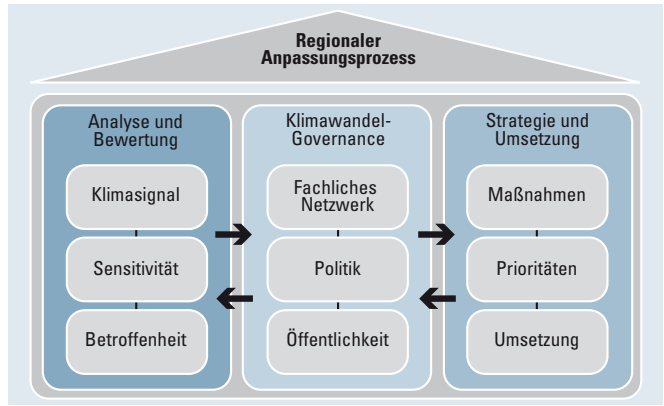 Regionaler
Anpassungsprozess
Analyse und
Bewertung
Klimasignal
Sensitivität
Betroffenheit
Klimawandel-
Governance
Fachliches
Netzwerk
Politik
Öffentlichkeit
Strategie und
Umsetzung
Maßnahmen
Prioritäten
Umsetzung